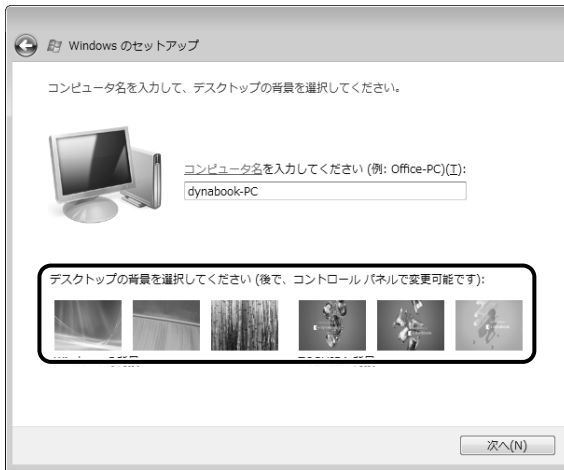 Windows のセットアップ
コンピュータ名を入力して、デスクトップの背景を選択してください。
コンピュータ名を入力してください (例: Office-PC)(T):
dynabook-PC
デスクトップの背景を選択してください (後で、コントロール パネルで変更可能です):
次へ(N)